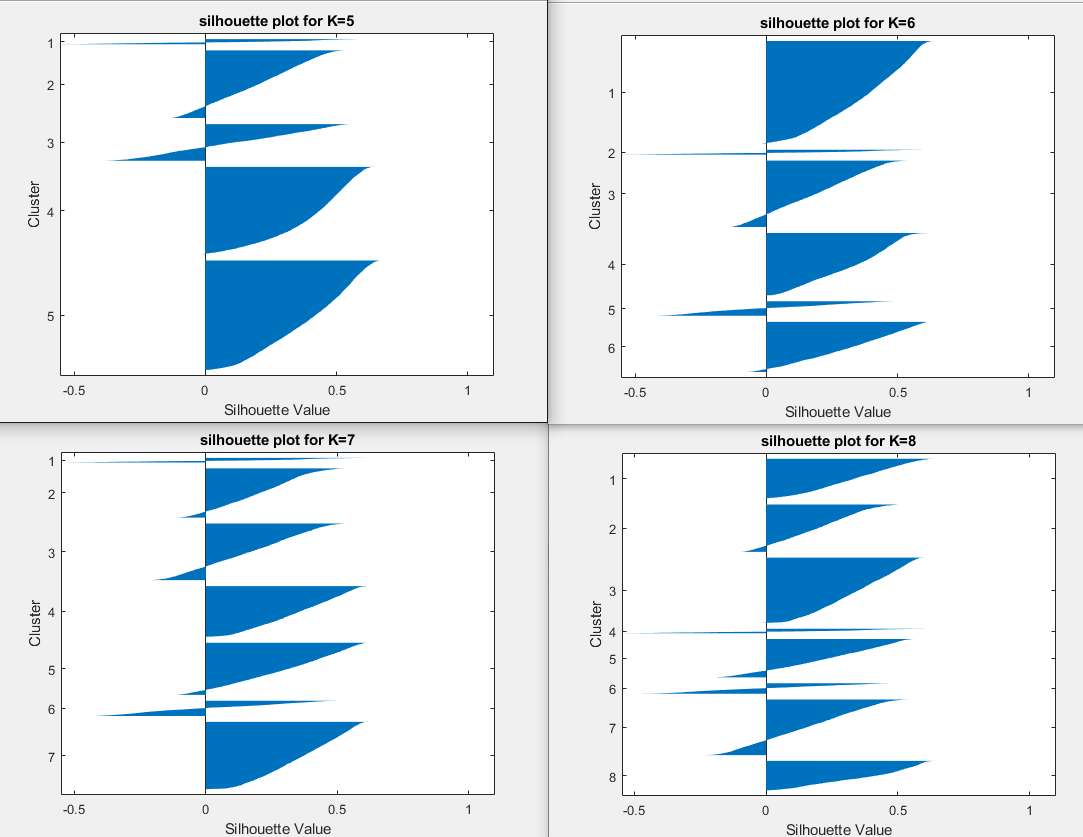 silhouette plot for K=5
1
2
3
4
5
Cluster
-0.5 0 0.5 1
Silhouette Value
silhouette plot for K=6
1
2
3
4
5
6
Cluster
-0.5 0 0.5 1
Silhouette Value
silhouette plot for K=7
1
2
3
4
5
6
7
Cluster
-0.5 0 0.5 1
Silhouette Value
silhouette plot for K=8
1
2
3
4
5
6
7
8
Cluster
-0.5 0 0.5 1
Silhouette Value